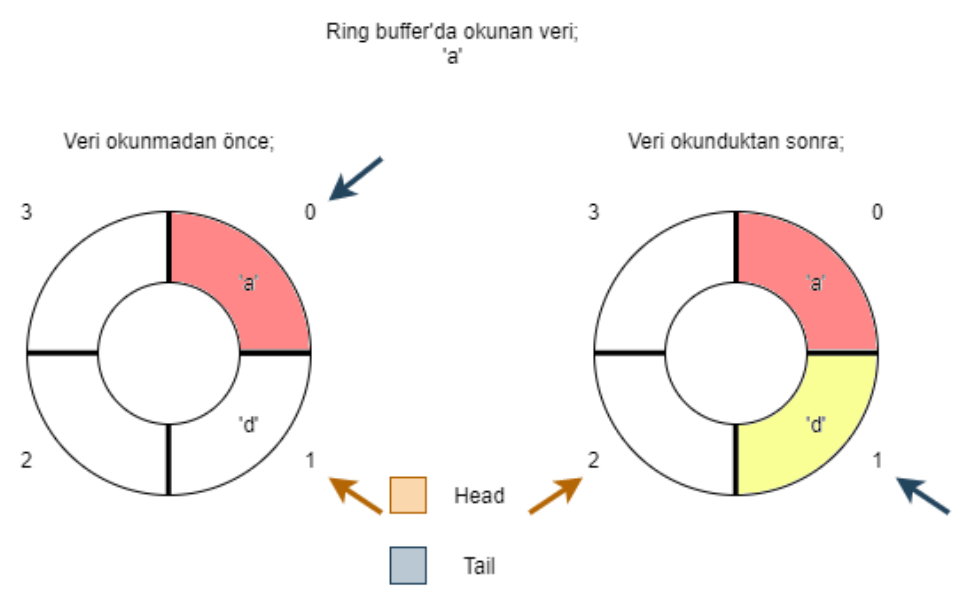 Ring buffer'da okunan veri;
'a'
Veri okunmadan önce;
Veri okunduktan sonra;
3
0
3
0
'a'
'a'
'd'
'd'
2
1
2
1
Head
Tail